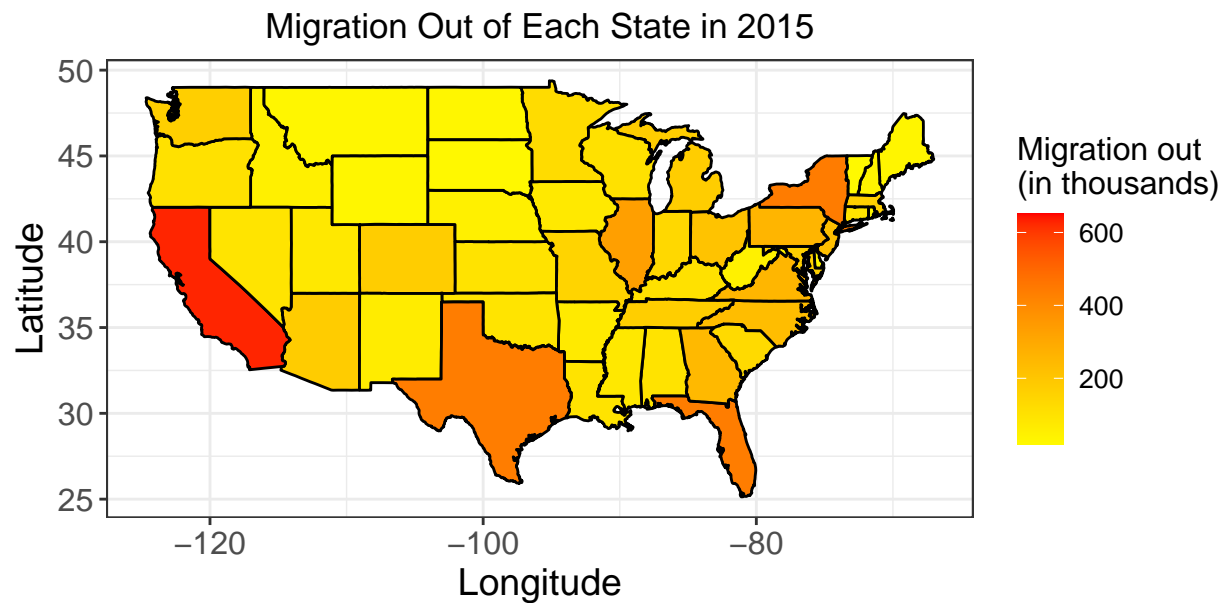 Migration Out of Each State in 2015
50
45
40
35
30
25
Latitude
−120
−100
−80
Longitude
Migration out
(in thousands)
600
400
200